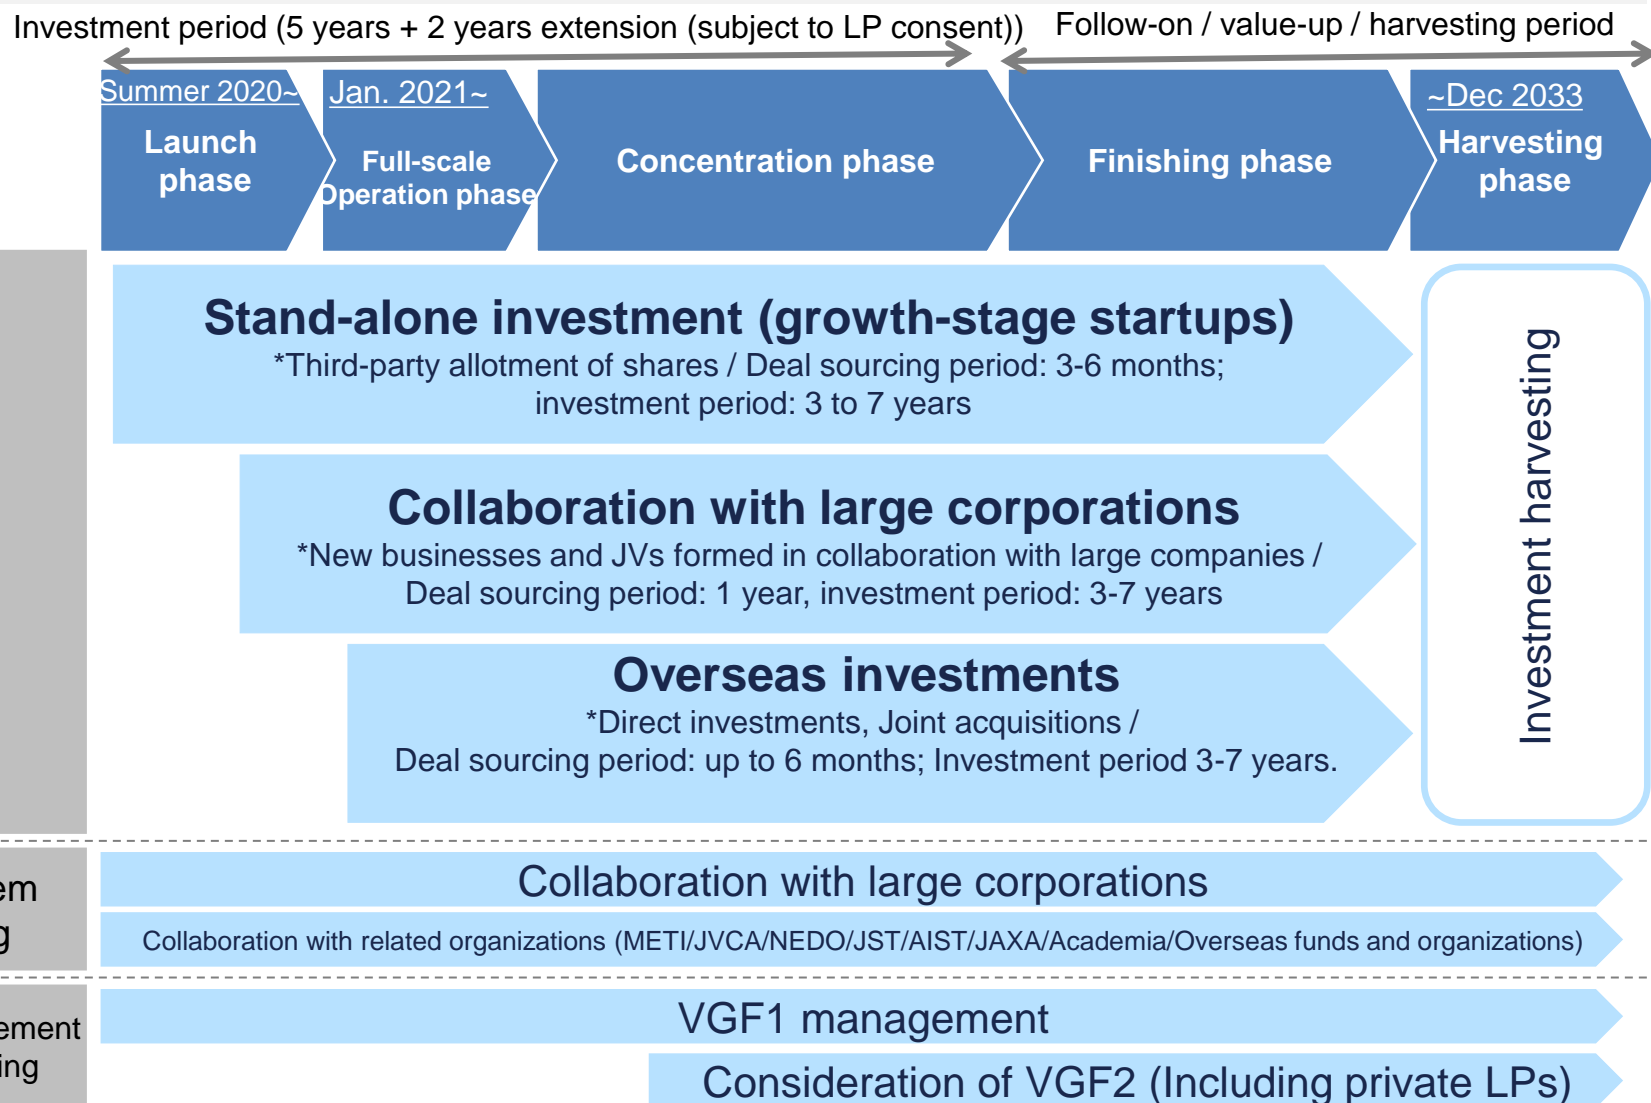 Investment period (5 years + 2 years extension (subject to LP consent))
Follow-on / value-up / harvesting period
Summer 2020~
Launch
phase
Jan. 2021~
Full-scale
Operation phase
Concentration phase
Finishing phase
~Dec 2033
Harvesting
phase
Stand-alone investment (growth-stage startups)
*Third-party allotment of shares / Deal sourcing period: 3-6 months;
investment period: 3 to 7 years
Collaboration with large corporations
*New businesses and JVs formed in collaboration with large companies /
Deal sourcing period: 1 year, investment period: 3-7 years
Overseas investments
*Direct investments, Joint acquisitions /
Deal sourcing period: up to 6 months; Investment period 3-7 years.
Investment harvesting
em
g
Collaboration with large corporations
Collaboration with related organizations (METI/JVCA/NEDO/JST/AIST/JAXA/Academia/Overseas funds and organizations)
ement
ing
VGF1 management
Consideration of VGF2 (Including private LPs)